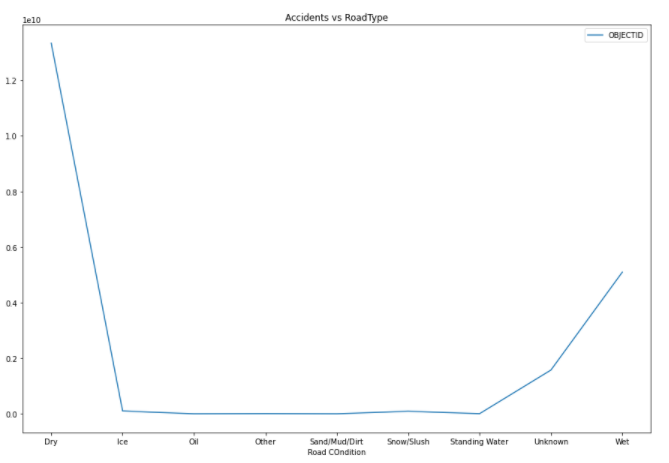 Accidents vs RoadType
1e10
OBJECTID
1.2
1.0
0.8
0.6
0.4
0.2
0.0
Dry Ice Oil Other Sand/Mud/Dirt Snow/Slush Standing Water Unknown Wet
Road COndition